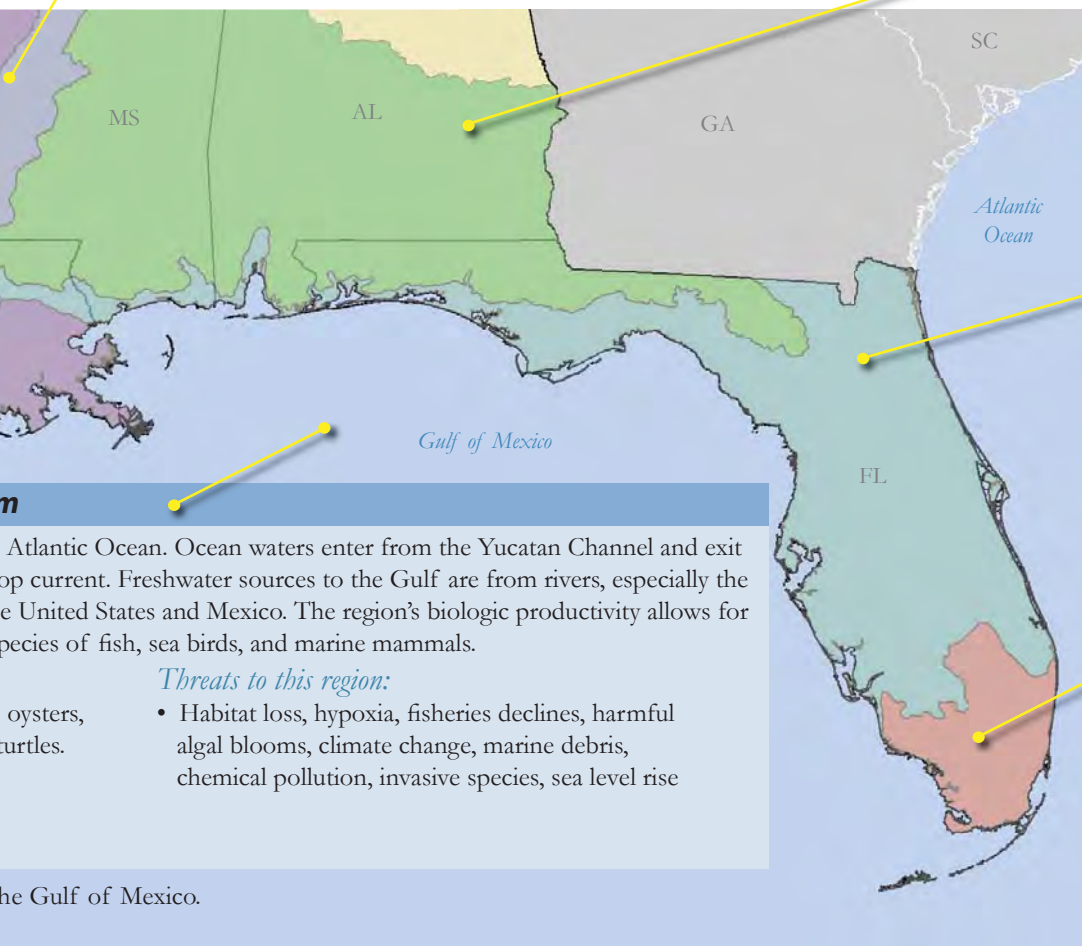 SC
MS
AL
GA
Atlantic
Ocean
Gulf of Mexico
FL
m
Atlantic Ocean. Ocean waters enter from the Yucatan Channel and exit
op current. Freshwater sources to the Gulf are from rivers, especially the
e United States and Mexico. The region's biologic productivity allows for
pecies of fish, sea birds, and marine mammals.
Threats to this region:
oysters,
turtles.
• Habitat loss, hypoxia, fisheries declines, harmful
algal blooms, climate change, marine debris,
chemical pollution, invasive species, sea level rise
he Gulf of Mexico.